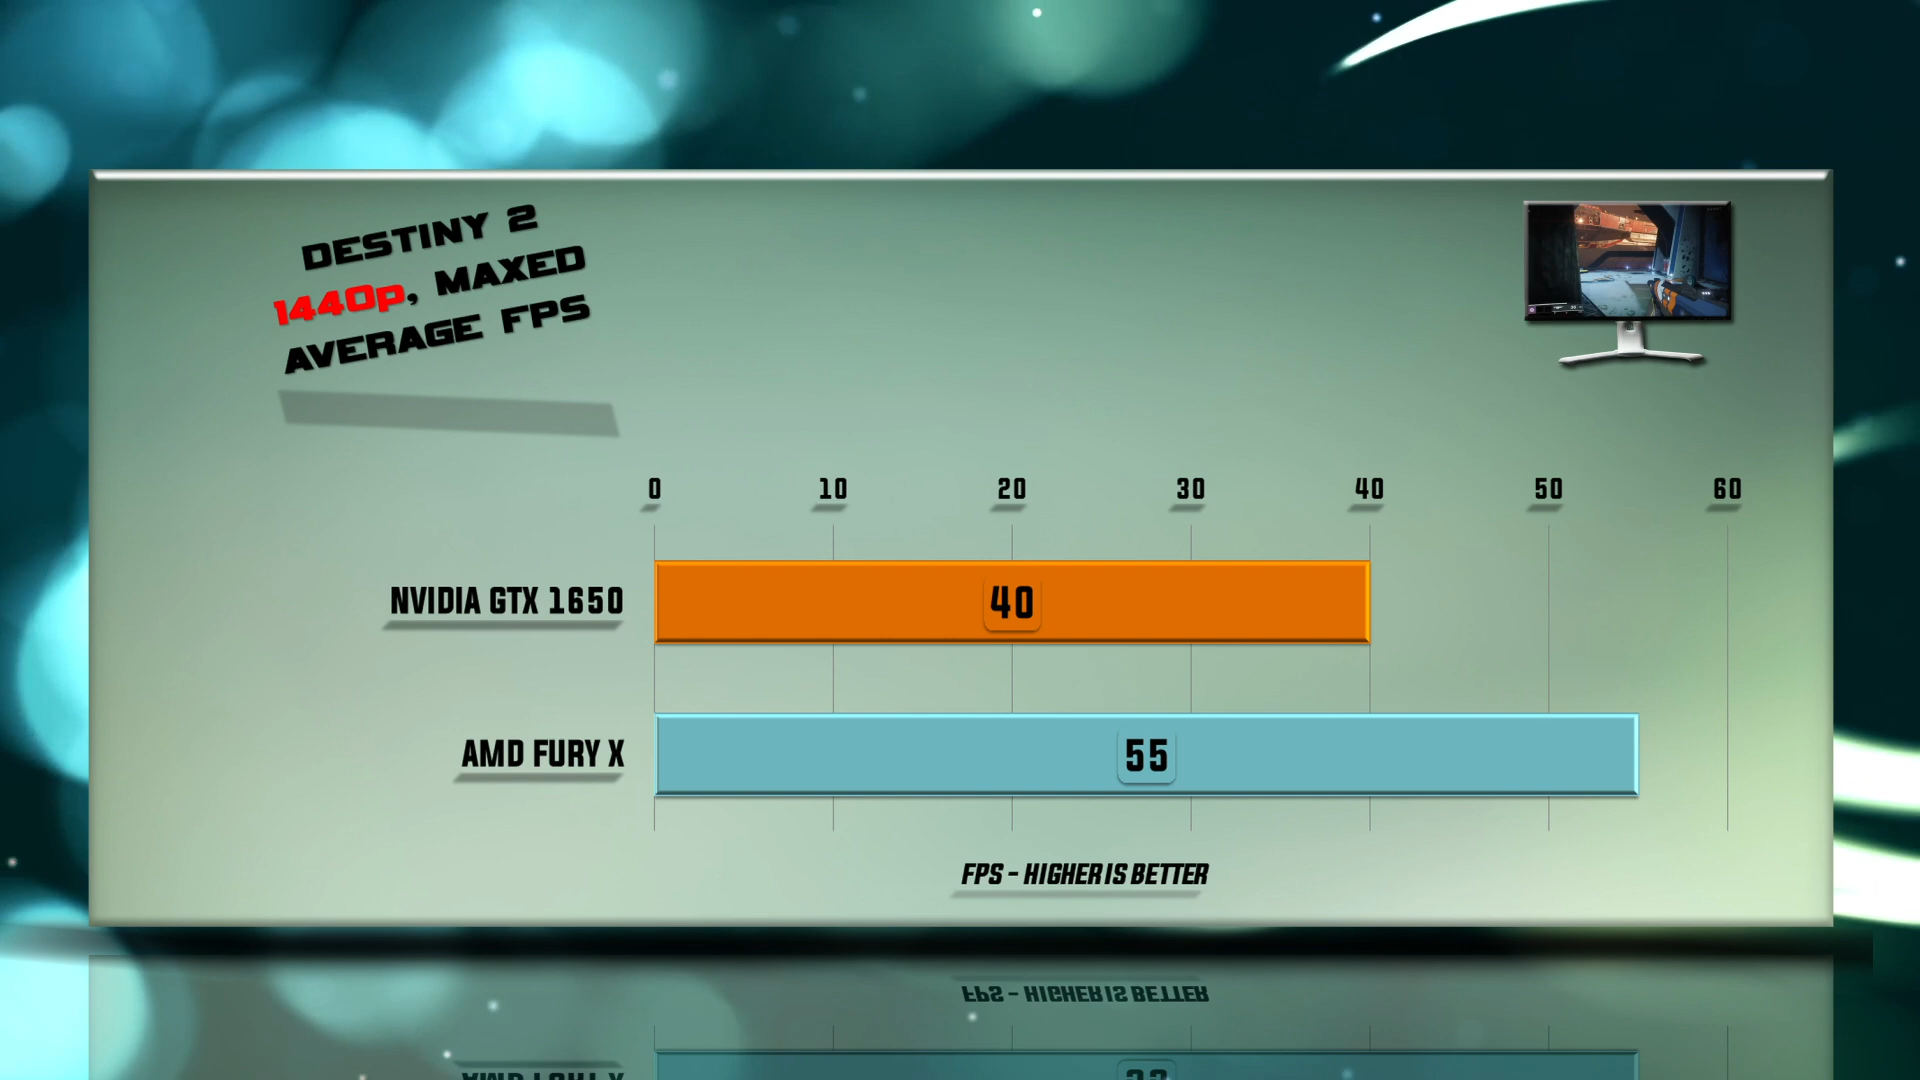 DESTINY 2
1440p, MAXED
AVERAGE FPS
0 10 20 30 40 50 60
NVIDIA GTX 1650 40
AMD FURY X 55
FPS - HIGHER IS BETTER